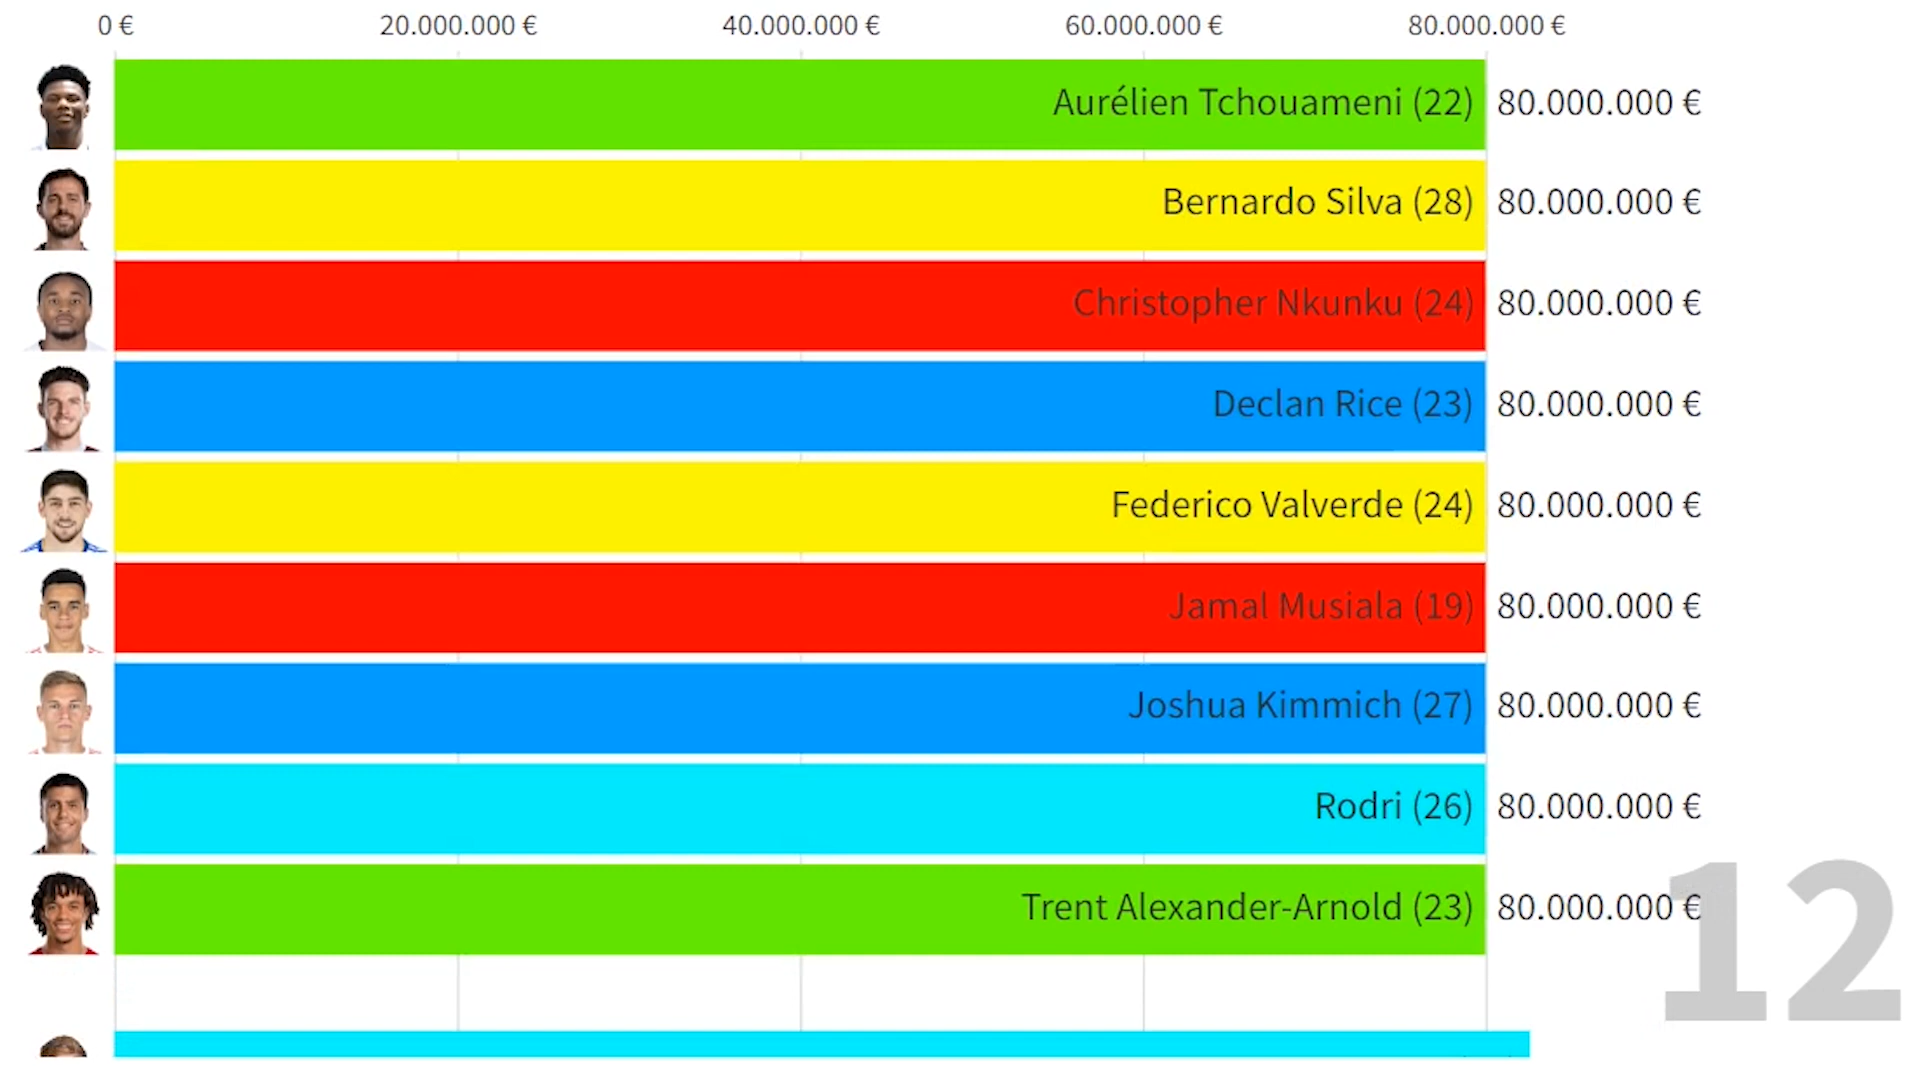 0 € 20.000.000 € 40.000.000 € 60.000.000 € 80.000.000 €
Aurélien Tchouameni (22) 80.000.000 €
Bernardo Silva (28) 80.000.000 €
Christopher Nkunku (24) 80.000.000 €
Declan Rice (23) 80.000.000 €
Federico Valverde (24) 80.000.000 €
Jamal Musiala (19) 80.000.000 €
Joshua Kimmich (27) 80.000.000 €
Rodri (26) 80.000.000 €
Trent Alexander-Arnold (23) 80.000.000 €
12